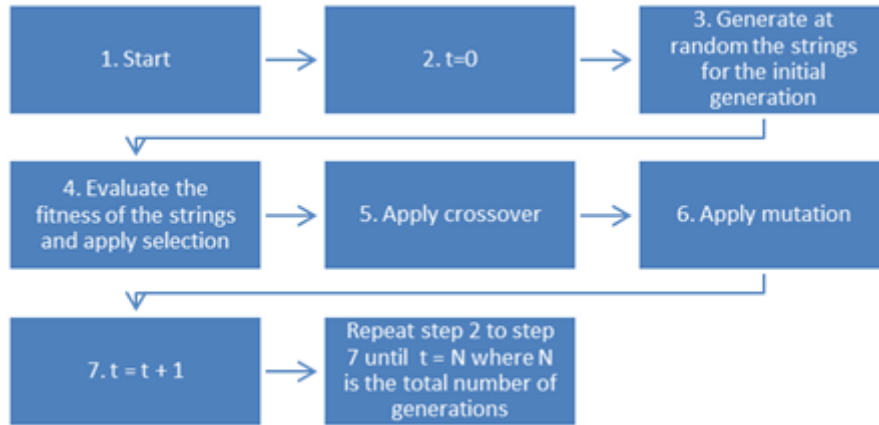 1. Start
2. t=0
3. Generate at
random the strings
for the initial
generation
4. Evaluate the
fitness of the strings
and apply selection
5. Apply crossover
6. Apply mutation
7. t = t + 1
Repeat step 2 to step
7 until t = N where N
is the total number of
generations